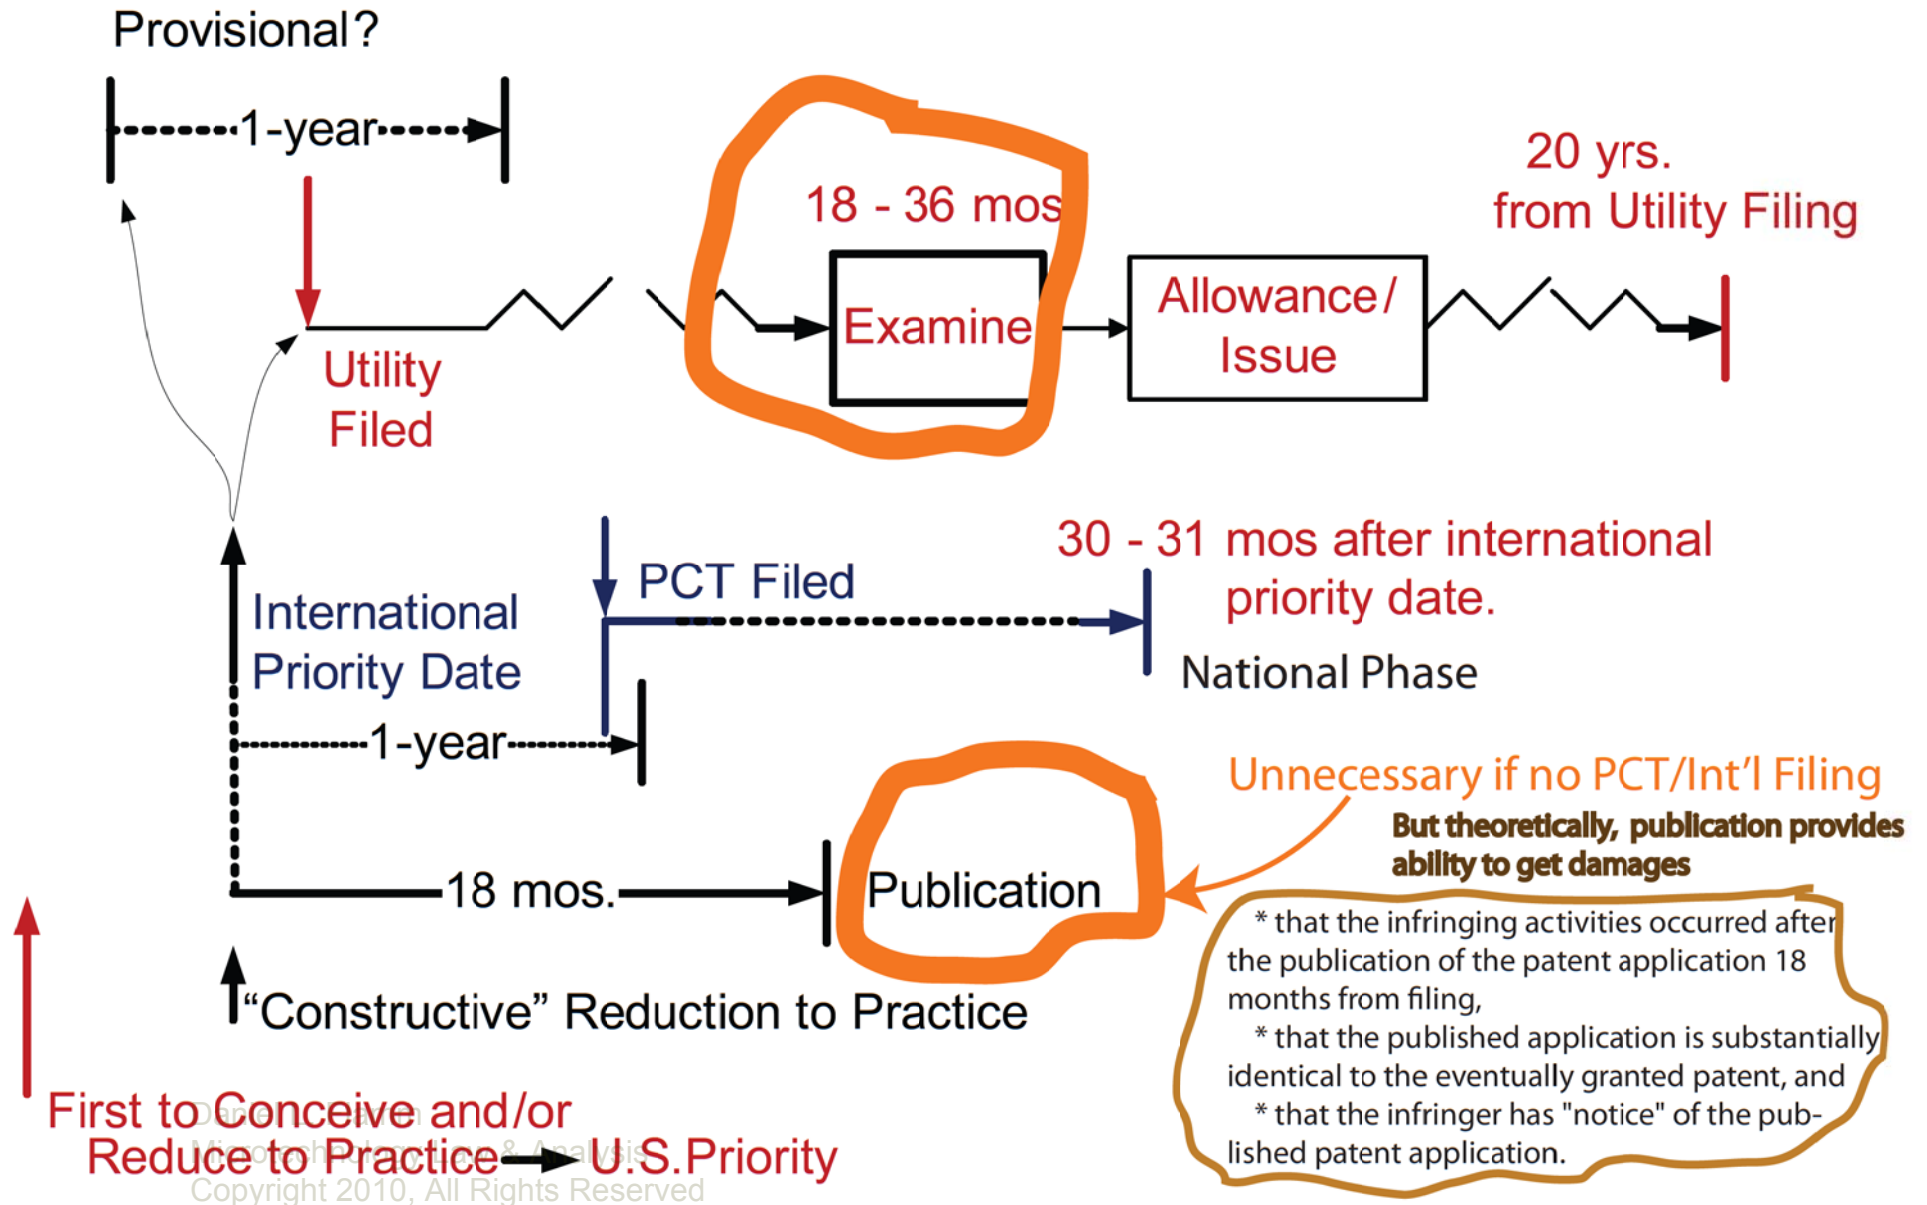 Provisional?
1-year
18 - 36 mos
20 yrs.
from Utility Filing
Examine
Allowance/
Issue
Utility
Filed
30 - 31 mos after international
priority date.
PCT Filed
International
Priority Date
National Phase
1-year
Unnecessary if no PCT/Int'l Filing
But theoretically, publication provides
ability to get damages
18 mos.
Publication
* that the infringing activities occurred after
the publication of the patent application 18
months from filing,
* that the published application is substantially
identical to the eventually granted patent, and
* that the infringer has "notice" of the pub-
lished patent application.
“Constructive” Reduction to Practice
First to Conceive and/or
Reduce to Practice U.S.Priority
Microtechnology Law & Analysis
Copyright 2010, All Rights Reserved